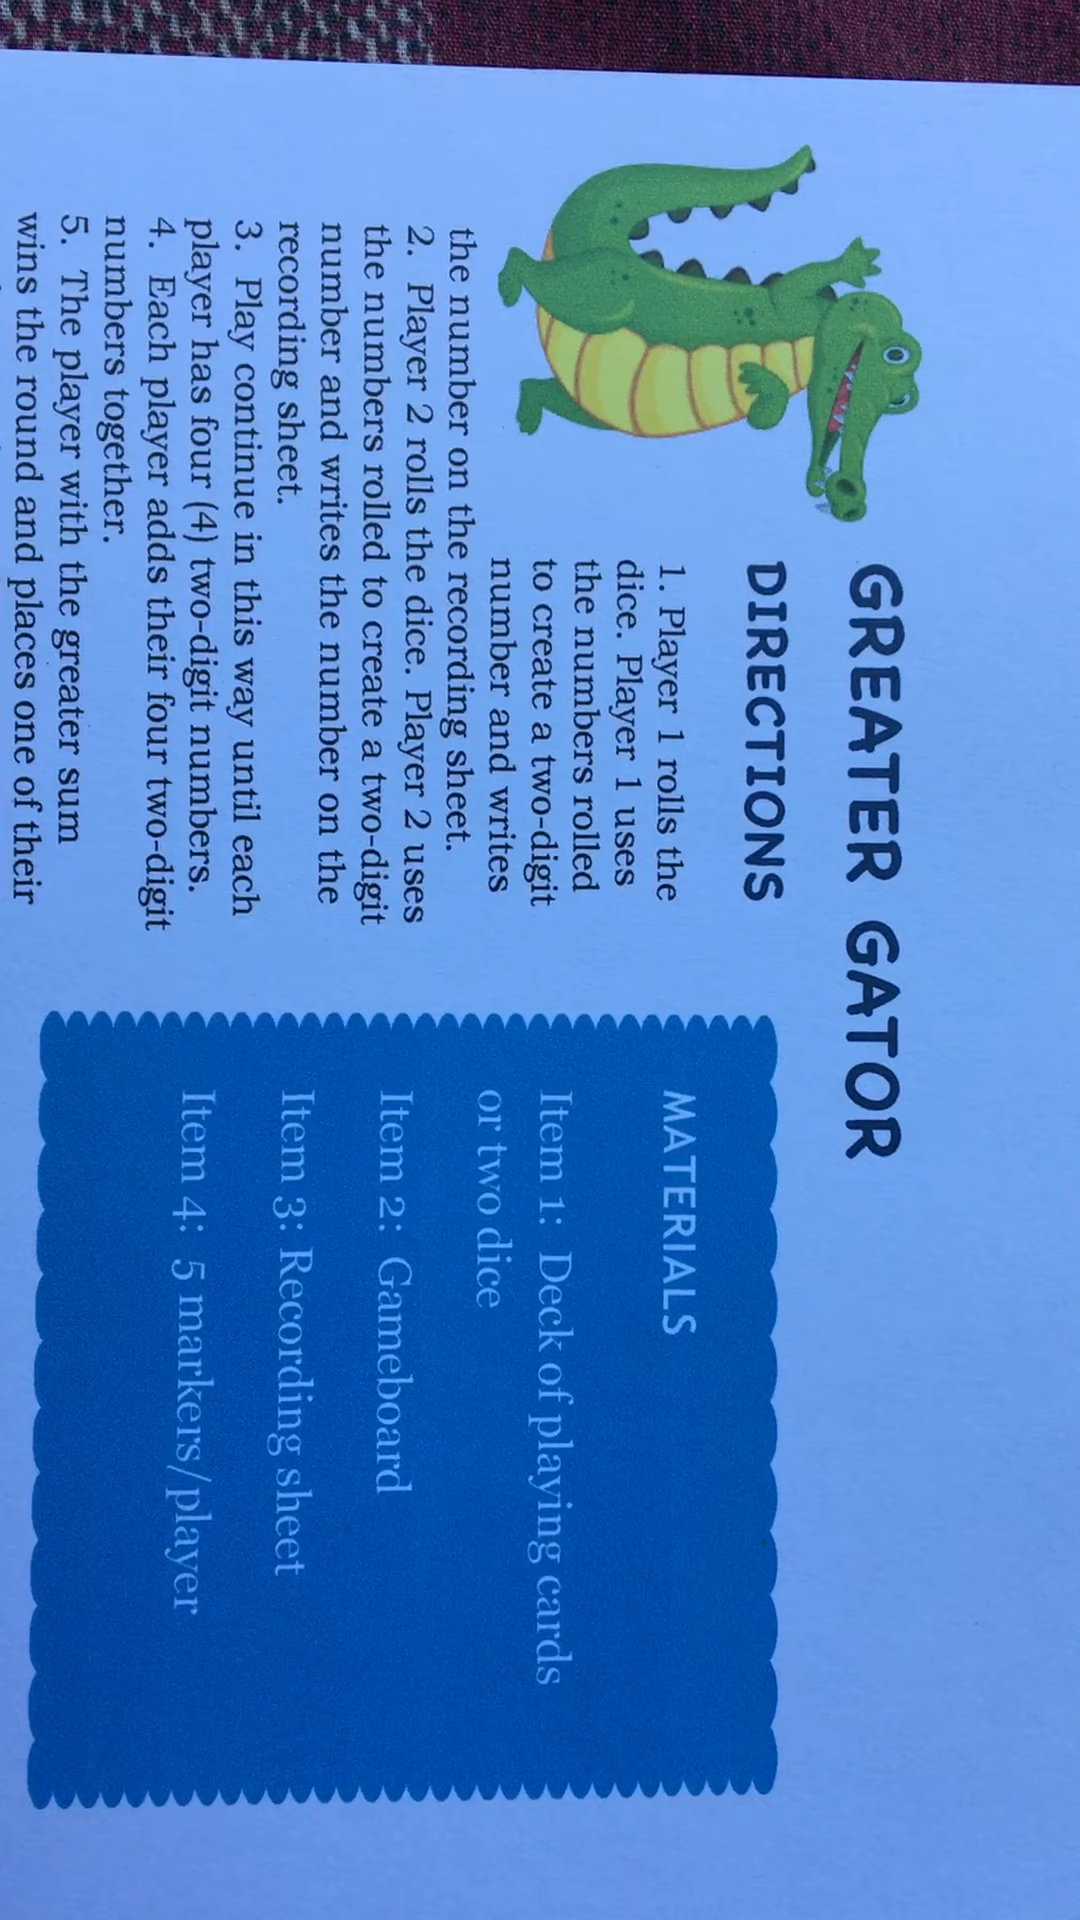 GREATER GATOR
DIRECTIONS
1. Player 1 rolls the
dice. Player 1 uses
the numbers rolled
to create a two-digit
number and writes
the number on the recording sheet.
2. Player 2 rolls the dice. Player 2 uses
the numbers rolled to create a two-digit
number and writes the number on the
recording sheet.
3. Play continue in this way until each
player has four (4) two-digit numbers.
4. Each player adds their four two-digit
numbers together.
5. The player with the greater sum
wins the round and places one of their
MATERIALS
Item 1: Deck of playing cards
or two dice
Item 2: Gameboard
Item 3: Recording sheet
Item 4: 5 markers/player